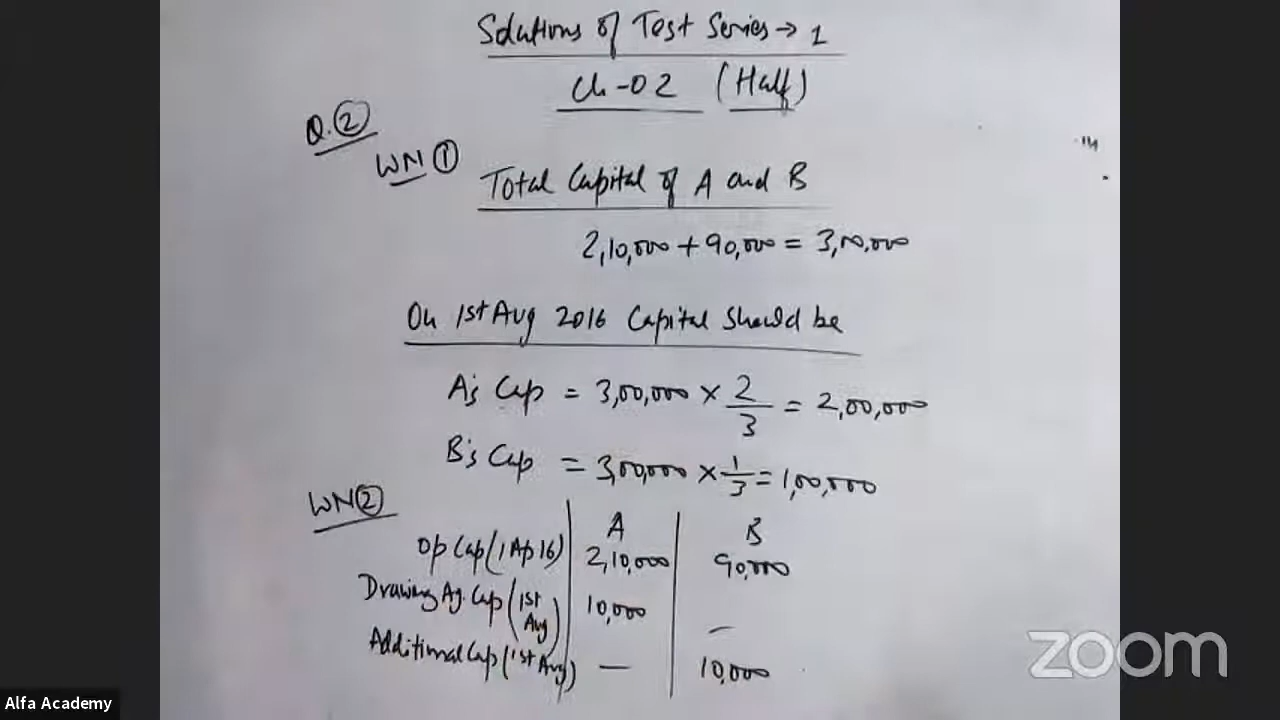 Solutions of Test Series → 1
Ch-02 (Half)
Q. ②
WN ①
Total Capital of A and B
2,10,000 + 90,000 = 3,00,000
On 1st Aug 2016 Capital Should be
A's Cap = 3,00,000 × 2/3 = 2,00,000
B's Cap = 3,00,000 × 1/3 = 1,00,000
WN ②
A B
Op Cap (1 Ap 16) 2,10,000 90,000
Drawing Ag. Cap (1st Aug) 10,000 —
Additional Cap (1st Aug) — 10,000
zoom
Alfa Academy